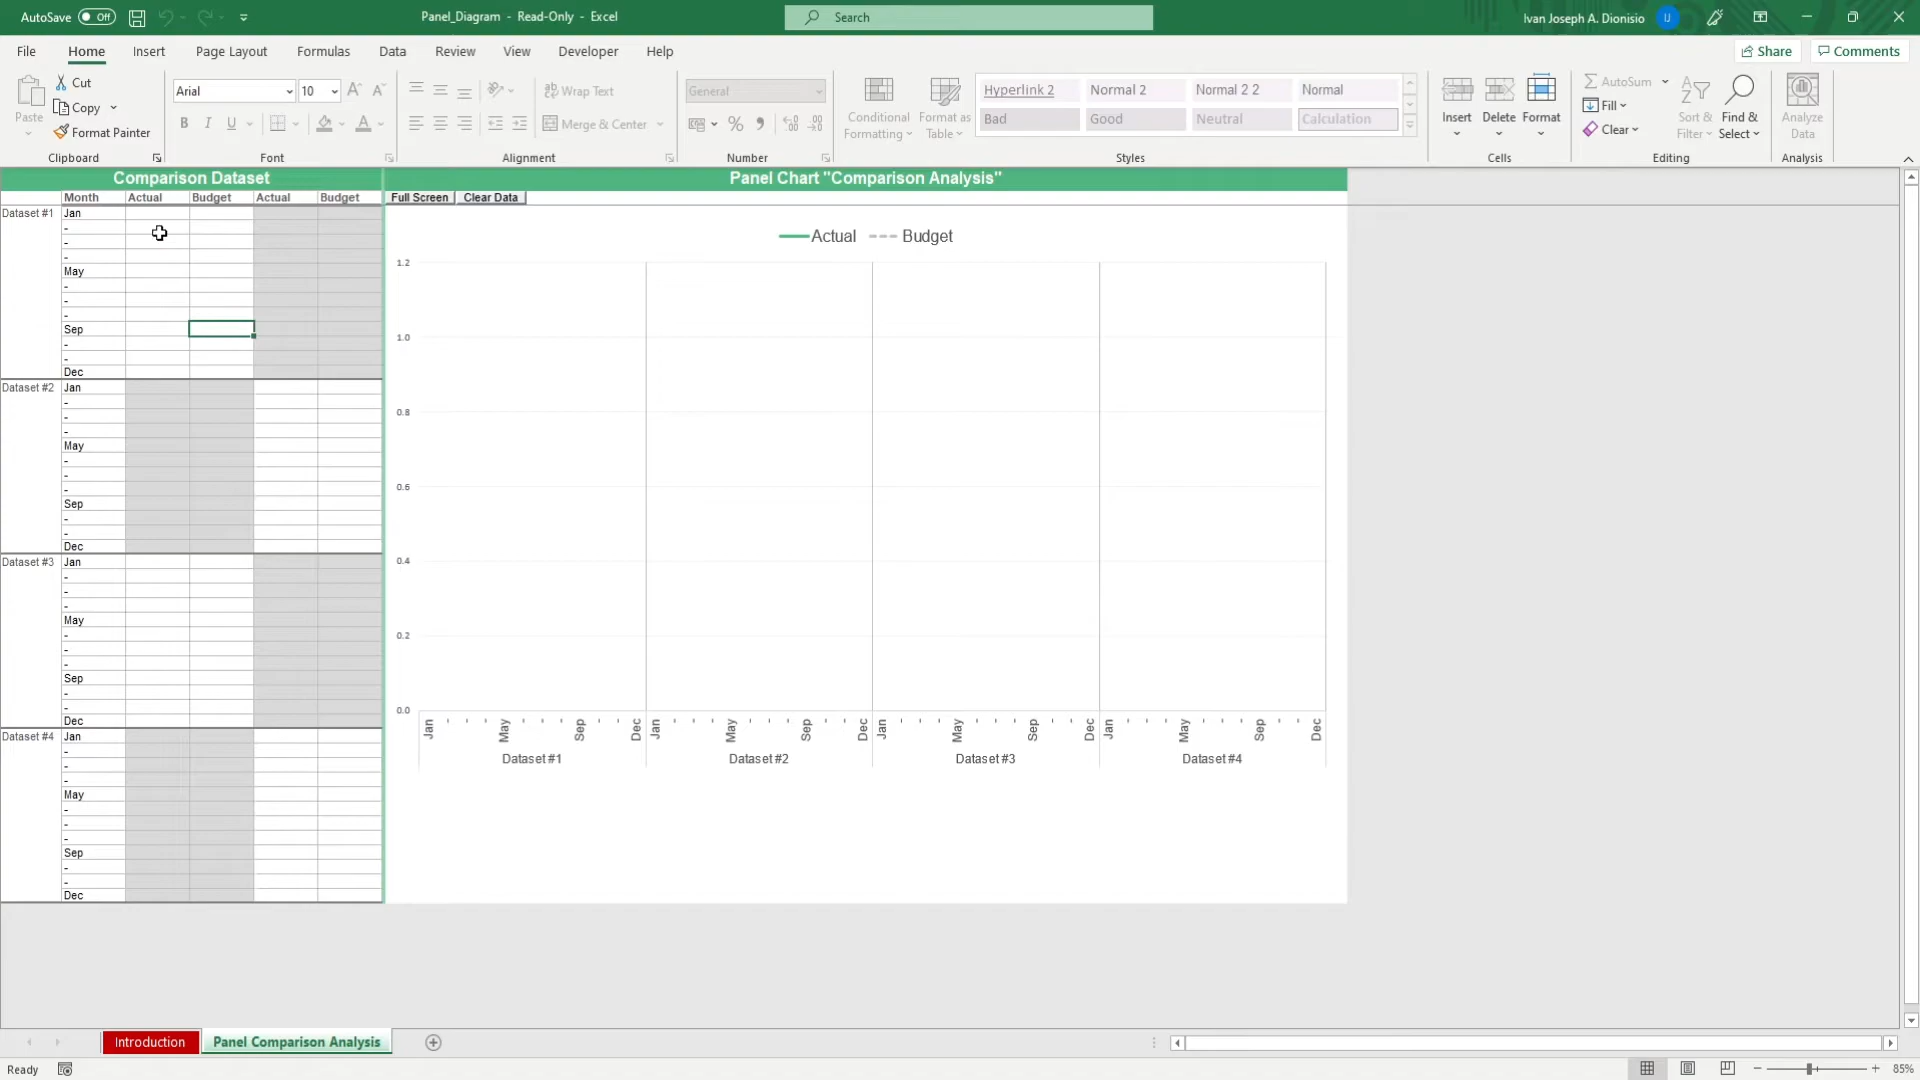 AutoSave Off Panel_Diagram - Read-Only - Excel Search Ivan Joseph A. Dionisio IJ
File Home Insert Page Layout Formulas Data Review View Developer Help Share Comments
Paste
Cut
Copy
Format Painter
Clipboard
Arial 10
B I U
Font
Wrap Text
Merge & Center
Alignment
General
% 9
Number
Conditional Formatting
Format as Table
Hyperlink 2 Normal 2 Normal 2 2 Normal
Bad Good Neutral Calculation
Styles
Insert Delete Format
Cells
AutoSum
Fill
Clear
Sort & Filter
Find & Select
Editing
Analyze Data
Analysis
Comparison Dataset
Month Actual Budget Actual Budget
Dataset #1 Jan
-
-
-
May
-
-
-
Sep
-
-
Dec
Dataset #2 Jan
-
-
-
May
-
-
-
Sep
-
-
Dec
Dataset #3 Jan
-
-
-
May
-
-
-
Sep
-
-
Dec
Dataset #4 Jan
-
-
-
May
-
-
-
Sep
-
-
Dec
Panel Chart "Comparison Analysis"
Full Screen Clear Data
Actual Budget
1.2
1.0
0.8
0.6
0.4
0.2
0.0
Jan - - - May - - - Sep - - Dec Jan - - - May - - - Sep - - Dec Jan - - - May - - - Sep - - Dec Jan - - - May - - - Sep - - Dec
Dataset #1 Dataset #2 Dataset #3 Dataset #4
Introduction Panel Comparison Analysis
Ready 85%